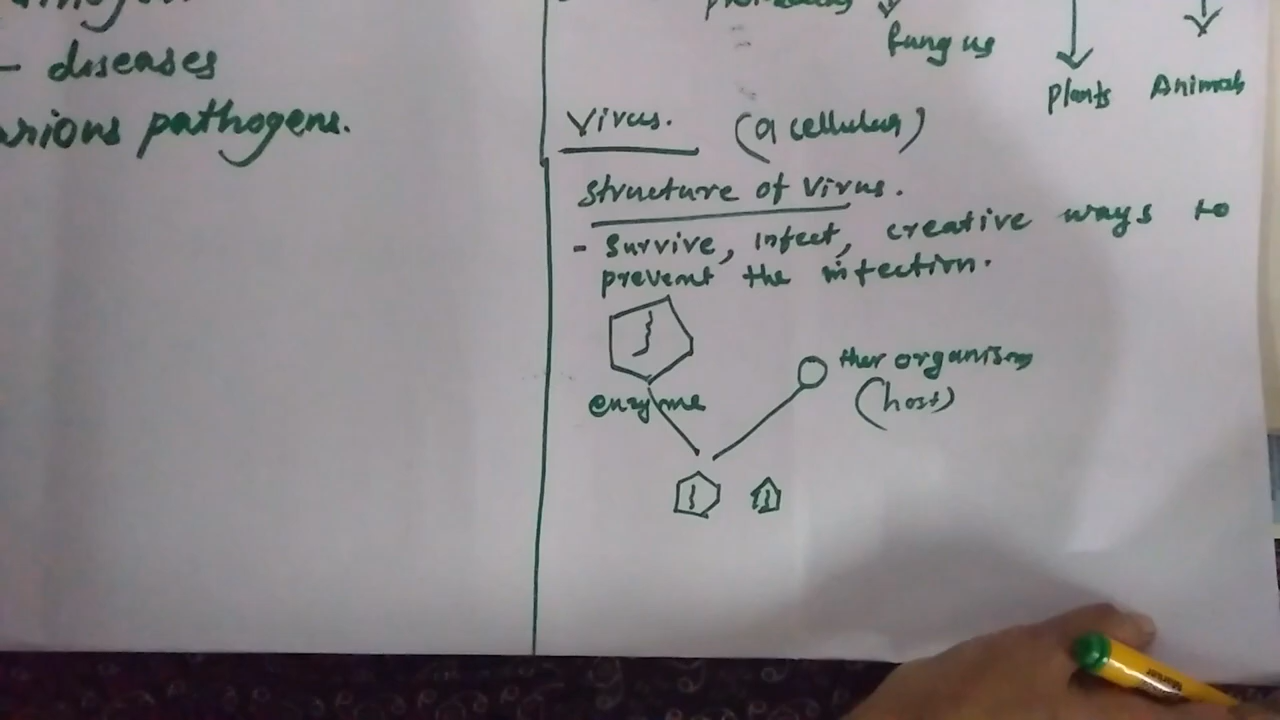 - diseases
pathogens.
fungus
plants Animals
Virus. (a cellular)
Structure of Virus.
- Survive, infect, creative ways to
prevent the infection.
ther organism
(host)
enzyme